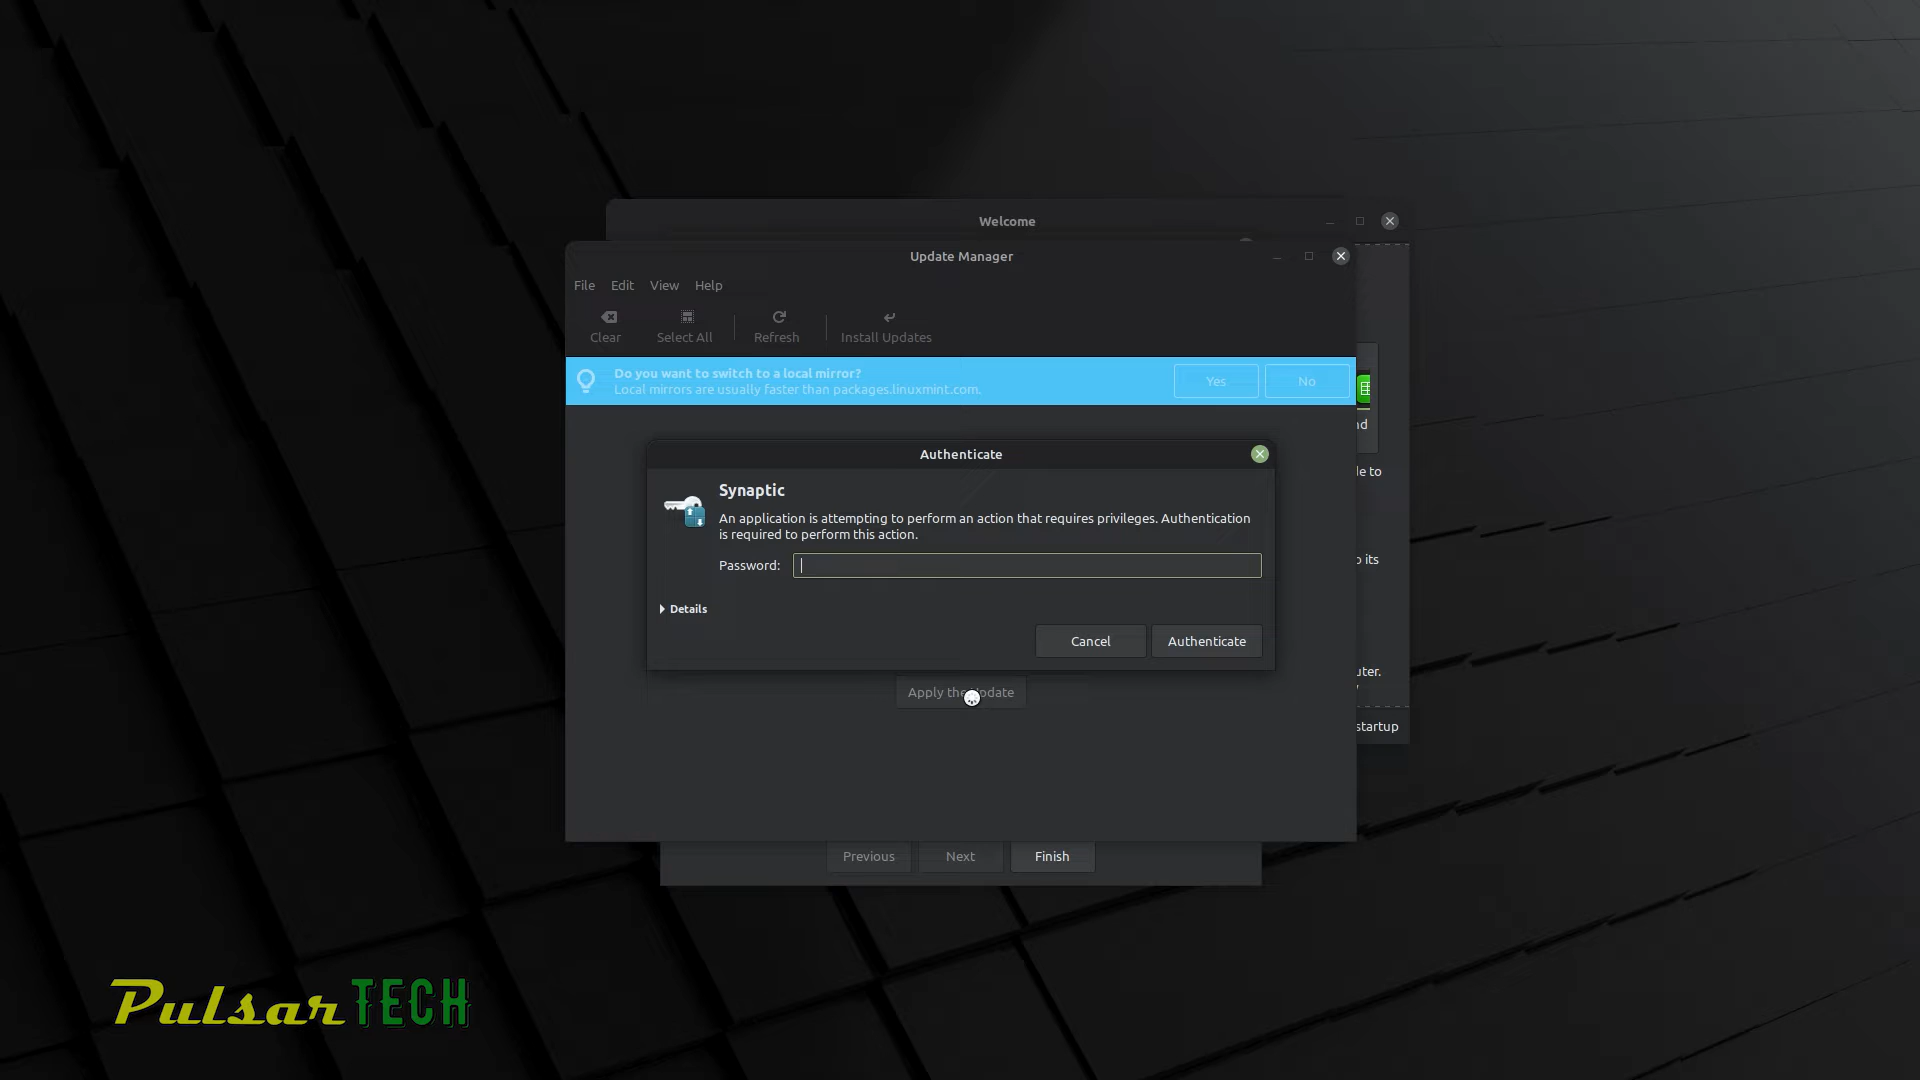 Welcome
Update Manager
File Edit View Help
Clear Select All Refresh Install Updates
Do you want to switch to a local mirror?
Local mirrors are usually faster than packages.linuxmint.com.
Yes No
nd
le to
Authenticate
Synaptic
An application is attempting to perform an action that requires privileges. Authentication
is required to perform this action.
Password:
o its
Details
Cancel Authenticate
uter.
Apply the Update
startup
Previous Next Finish
PulsarTECH